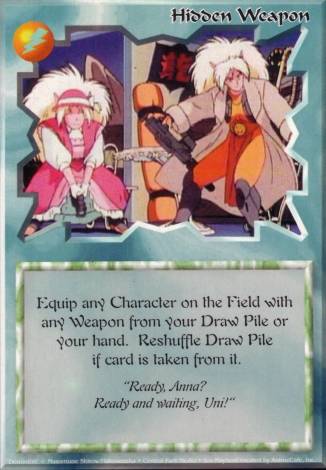 Hidden Weapon
Equip any Character on the Field with
any Weapon from your Draw Pile or
your hand. Reshuffle Draw Pile
if card is taken from it.
"Ready, Anna?
Ready and waiting, Uni!"